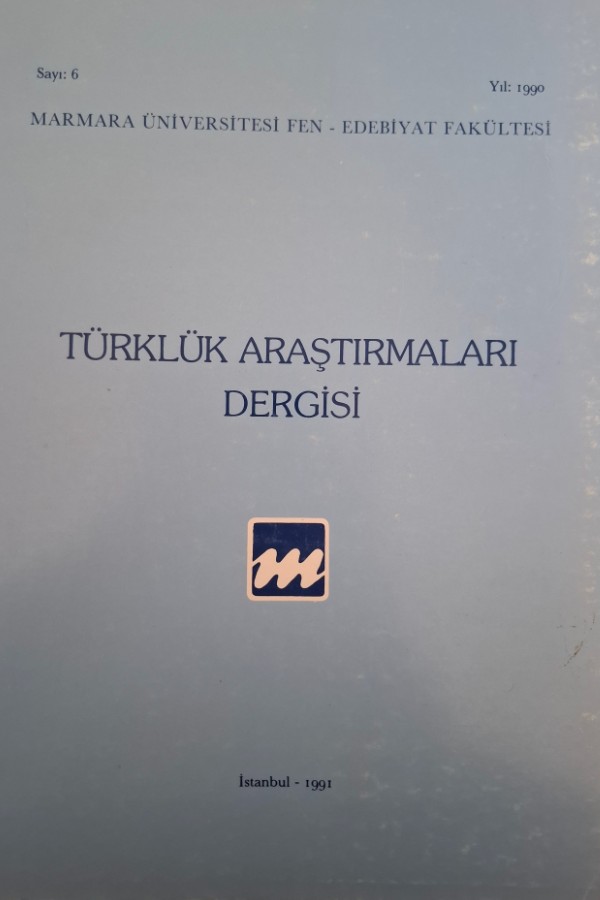 Sayı: 6
Yıl: 1990
MARMARA ÜNİVERSİTESİ FEN - EDEBİYAT FAKÜLTESİ
TÜRKLÜK ARAŞTIRMALARI
DERGİSİ
m
İstanbul - 1991